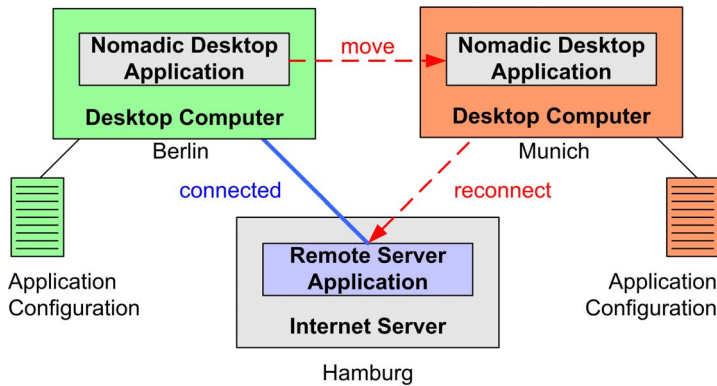 Nomadic Desktop
Application
move
Nomadic Desktop
Application
Desktop Computer
Desktop Computer
Berlin
Munich
connected
reconnect
Remote Server
Application
Internet Server
Application
Configuration
Application
Configuration
Hamburg